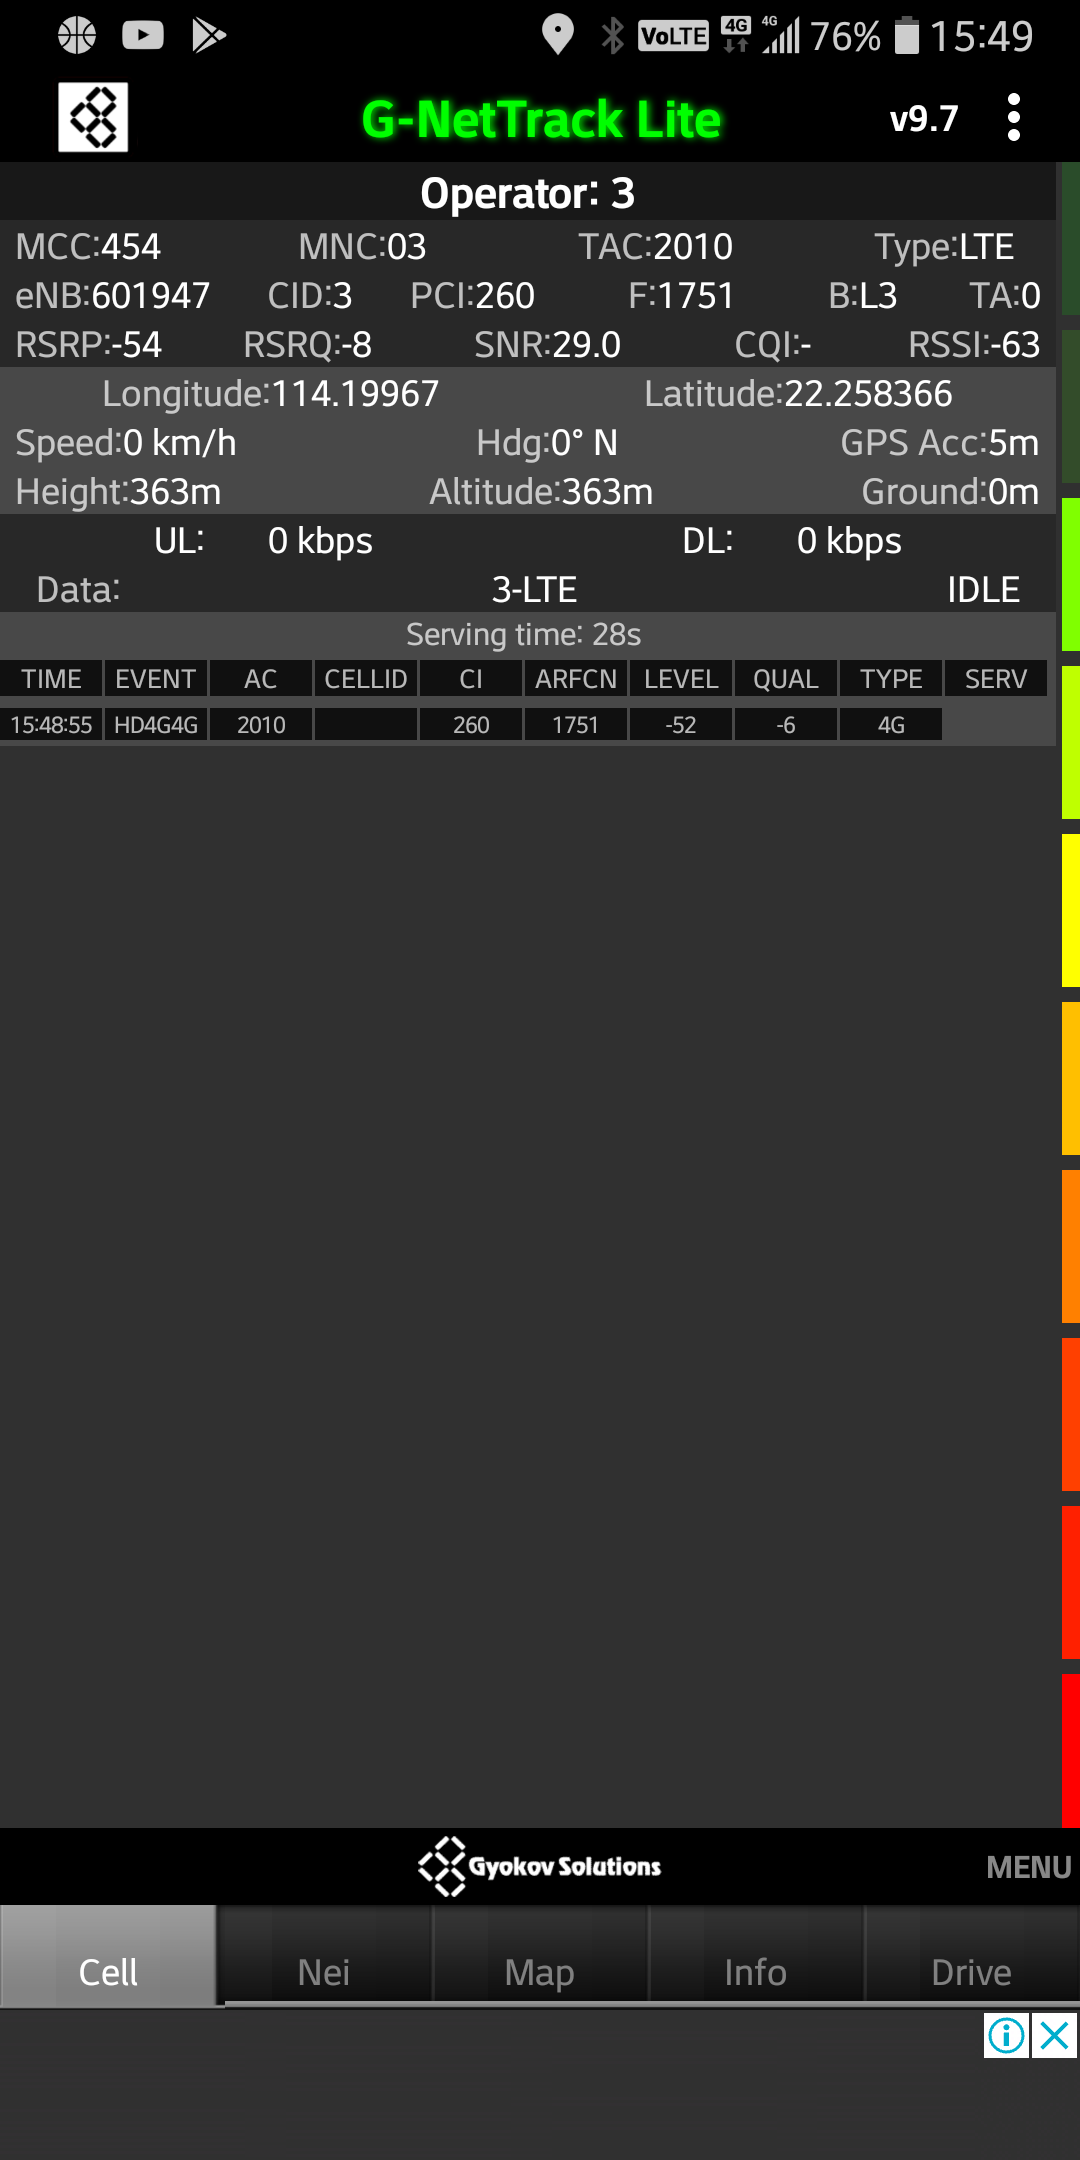 VoLTE 4G 4G 76% 15:49
G-NetTrack Lite v9.7
Operator: 3
MCC:454 MNC:03 TAC:2010 Type:LTE
eNB:601947 CID:3 PCI:260 F:1751 B:L3 TA:0
RSRP:-54 RSRQ:-8 SNR:29.0 CQI:- RSSI:-63
Longitude:114.19967 Latitude:22.258366
Speed:0 km/h Hdg:0° N GPS Acc:5m
Height:363m Altitude:363m Ground:0m
UL: 0 kbps DL: 0 kbps
Data: 3-LTE IDLE
Serving time: 28s
TIME EVENT AC CELLID CI ARFCN LEVEL QUAL TYPE SERV
15:48:55 HD4G4G 2010 260 1751 -52 -6 4G
Gyokov Solutions MENU
Cell Nei Map Info Drive